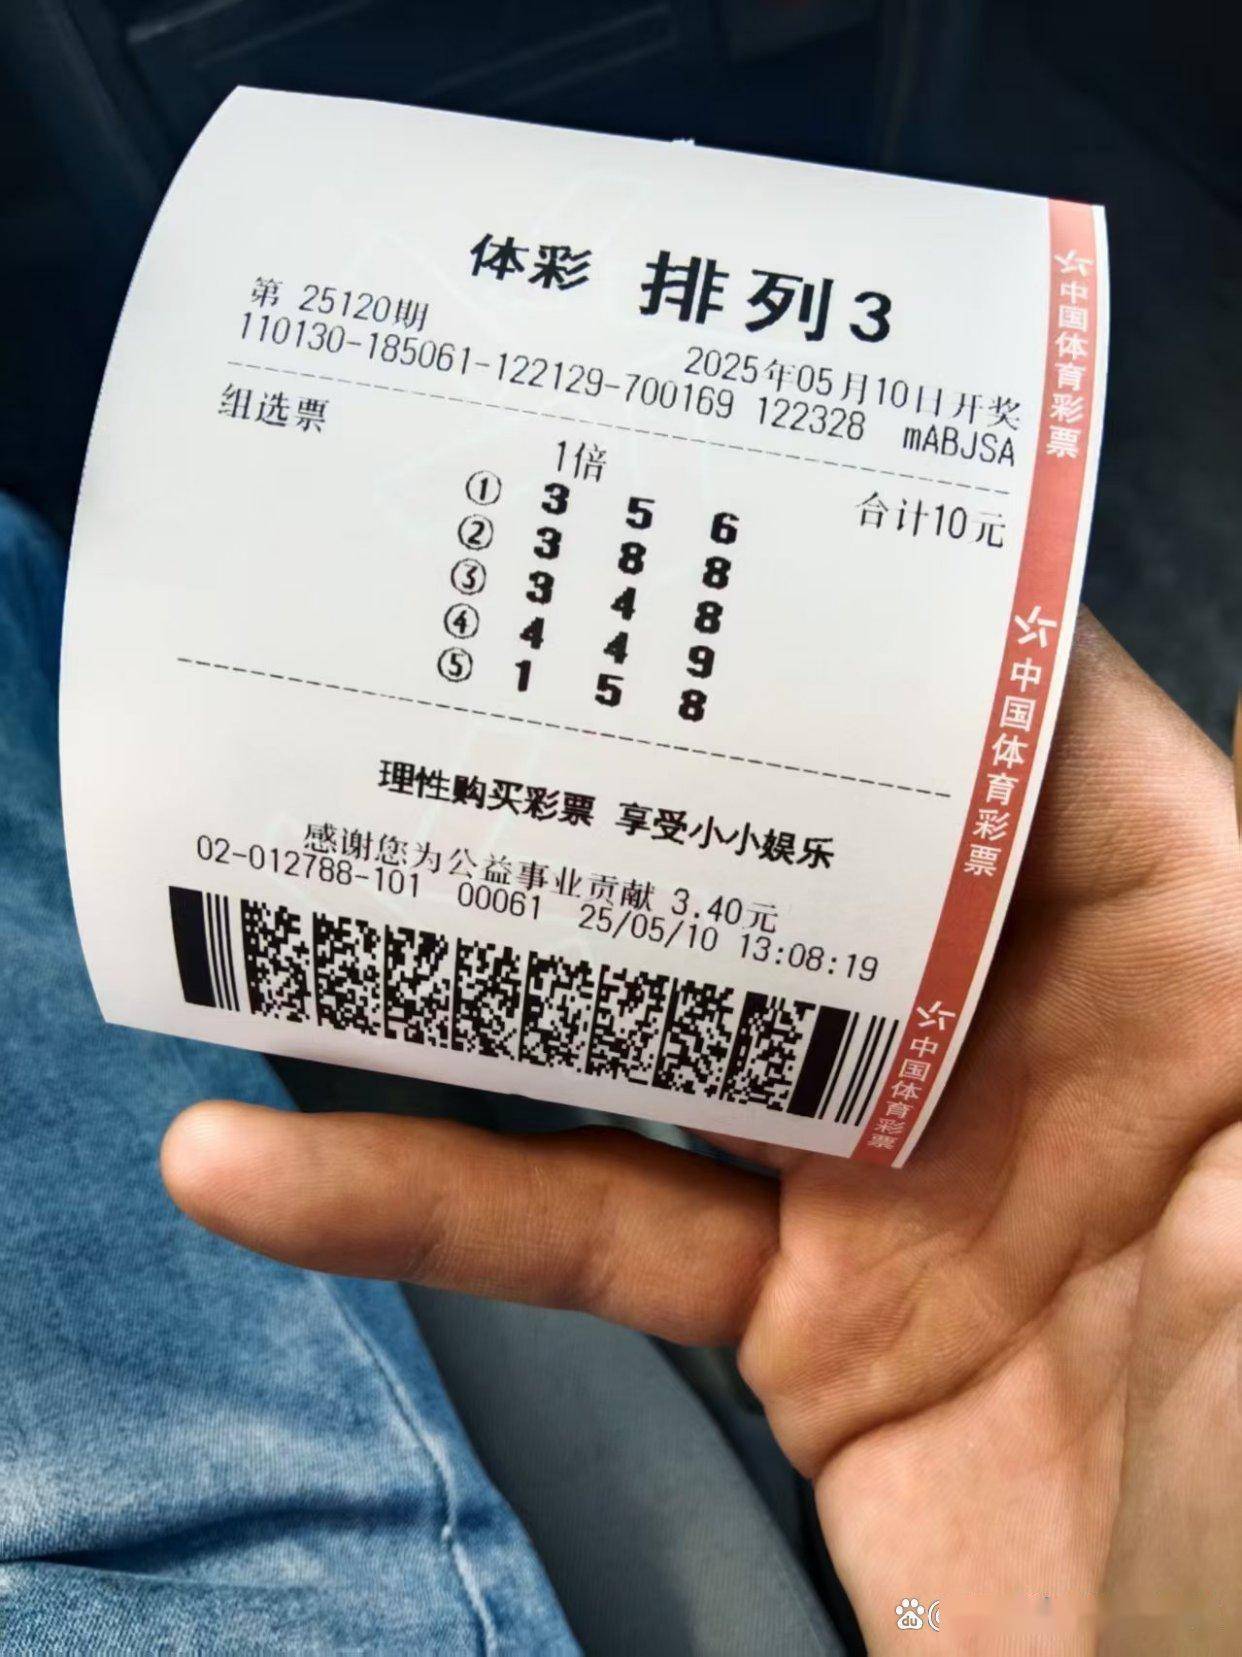 体彩 排列3
第 25120期
2025年05月10日开奖
110130-185061-122129-700169 122328 mABJSA
组选票
1倍
合计10元
① 3 5 6
② 3 8 8
③ 3 4 8
④ 4 4 9
⑤ 1 5 8
理性购买彩票 享受小小娱乐
感谢您为公益事业贡献 3.40元
02-012788-101 00061 25/05/10 13:08:19
中国体育彩票
中国体育彩票
中国体育彩票
du